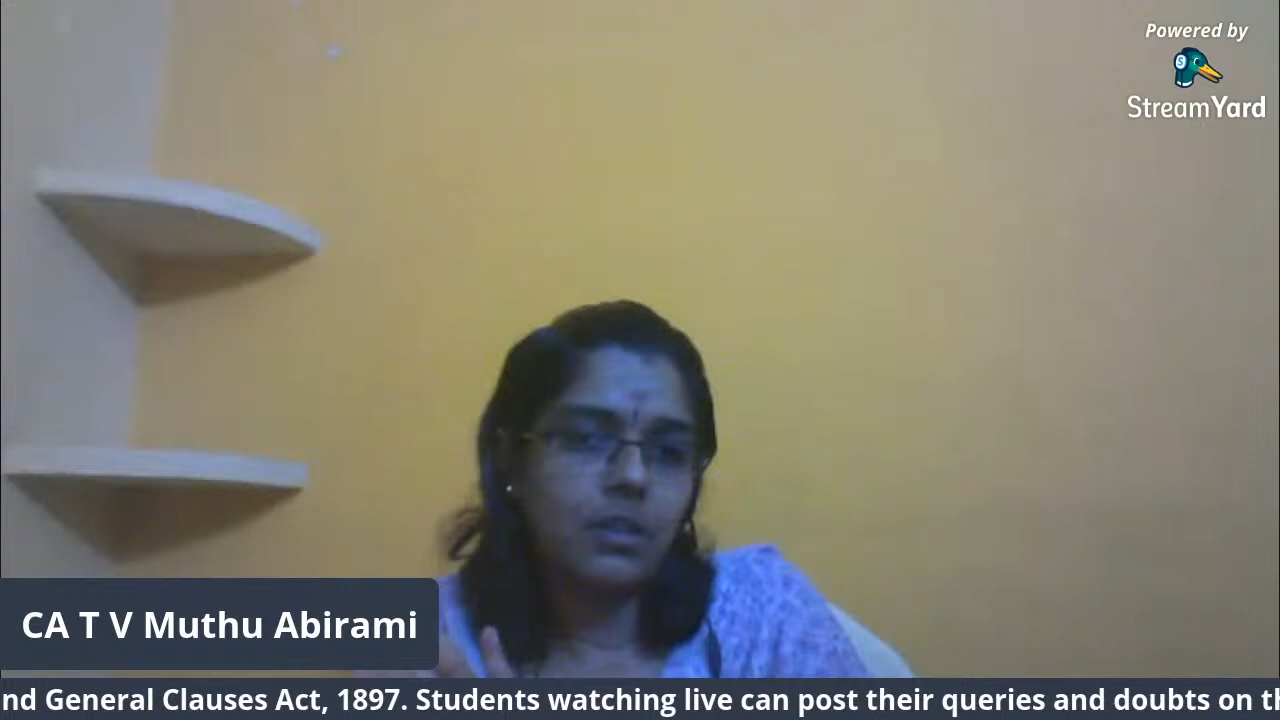 Powered by
StreamYard
CA T V Muthu Abirami
nd General Clauses Act, 1897. Students watching live can post their queries and doubts on